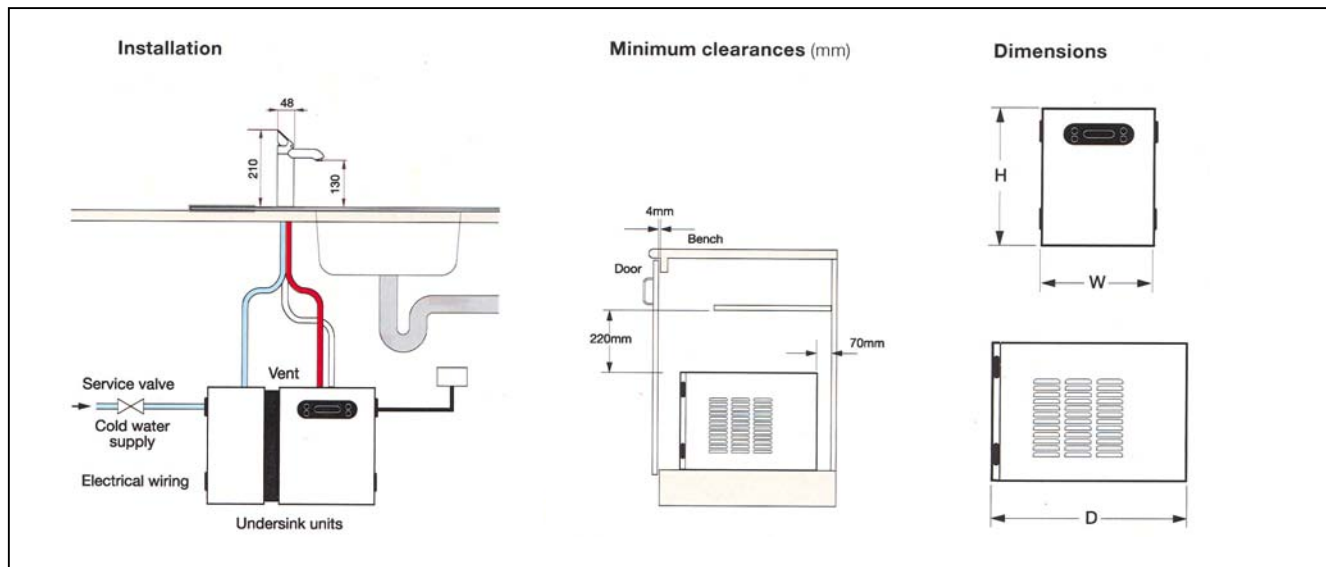 Installation
48
210
130
Vent
Service valve
Cold water
supply
Electrical wiring
Undersink units
Minimum clearances (mm)
4mm
Bench
Door
220mm
70mm
Dimensions
H
W
D